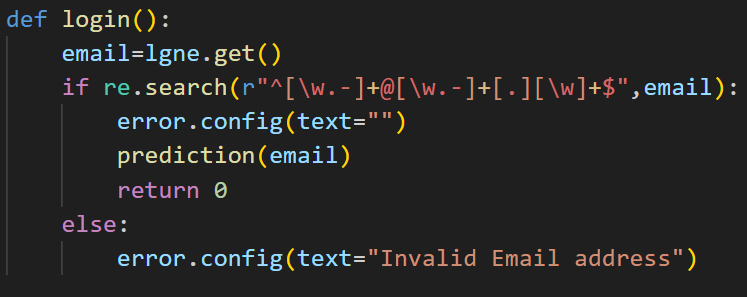 def login():
    email=lgne.get()
    if re.search(r"^[\w.-]+@[\w.-]+[.][\w]+$",email):
        error.config(text="")
        prediction(email)
        return 0
    else:
        error.config(text="Invalid Email address")